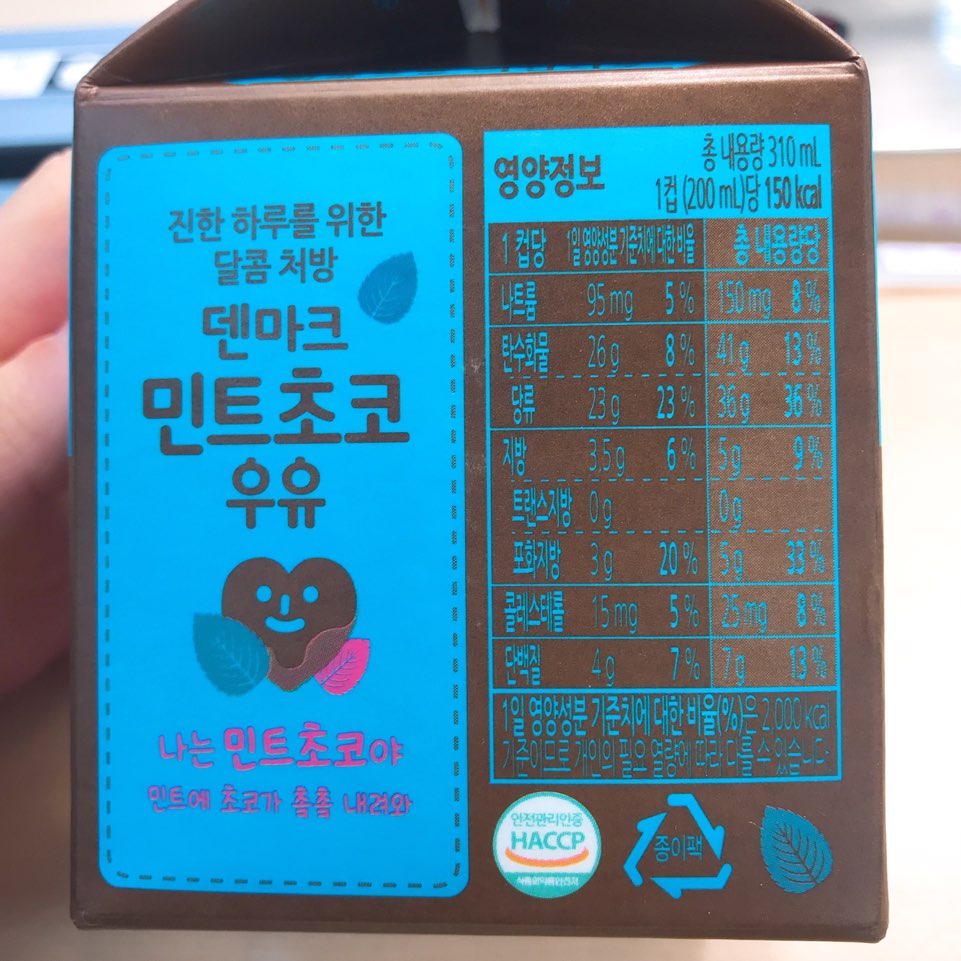 진한 하루를 위한
달콤 처방
덴마크
민트초코
우유
나는 민트초코야
민트에 초코가 촘촘 내려와
영양정보
총 내용량 310 mL
1컵 (200 mL)당 150 kcal
1 컵당 1일 영양성분 기준치에 대한 비율 총 내용량당
나트륨 95 mg 5 % 150 mg 8 %
탄수화물 26 g 8 % 41 g 13 %
당류 23 g 23 % 36 g 36 %
지방 3.5 g 6 % 5 g 9 %
트랜스지방 0 g 0 g
포화지방 3 g 20 % 5 g 33 %
콜레스테롤 15 mg 5 % 25 mg 8 %
단백질 4 g 7 % 7 g 13 %
1일 영양성분 기준치에 대한 비율(%)은 2,000 kcal
기준이므로 개인의 필요 열량에 따라 다를 수 있습니다
안전관리인증
HACCP
식품의약품안전처
종이팩